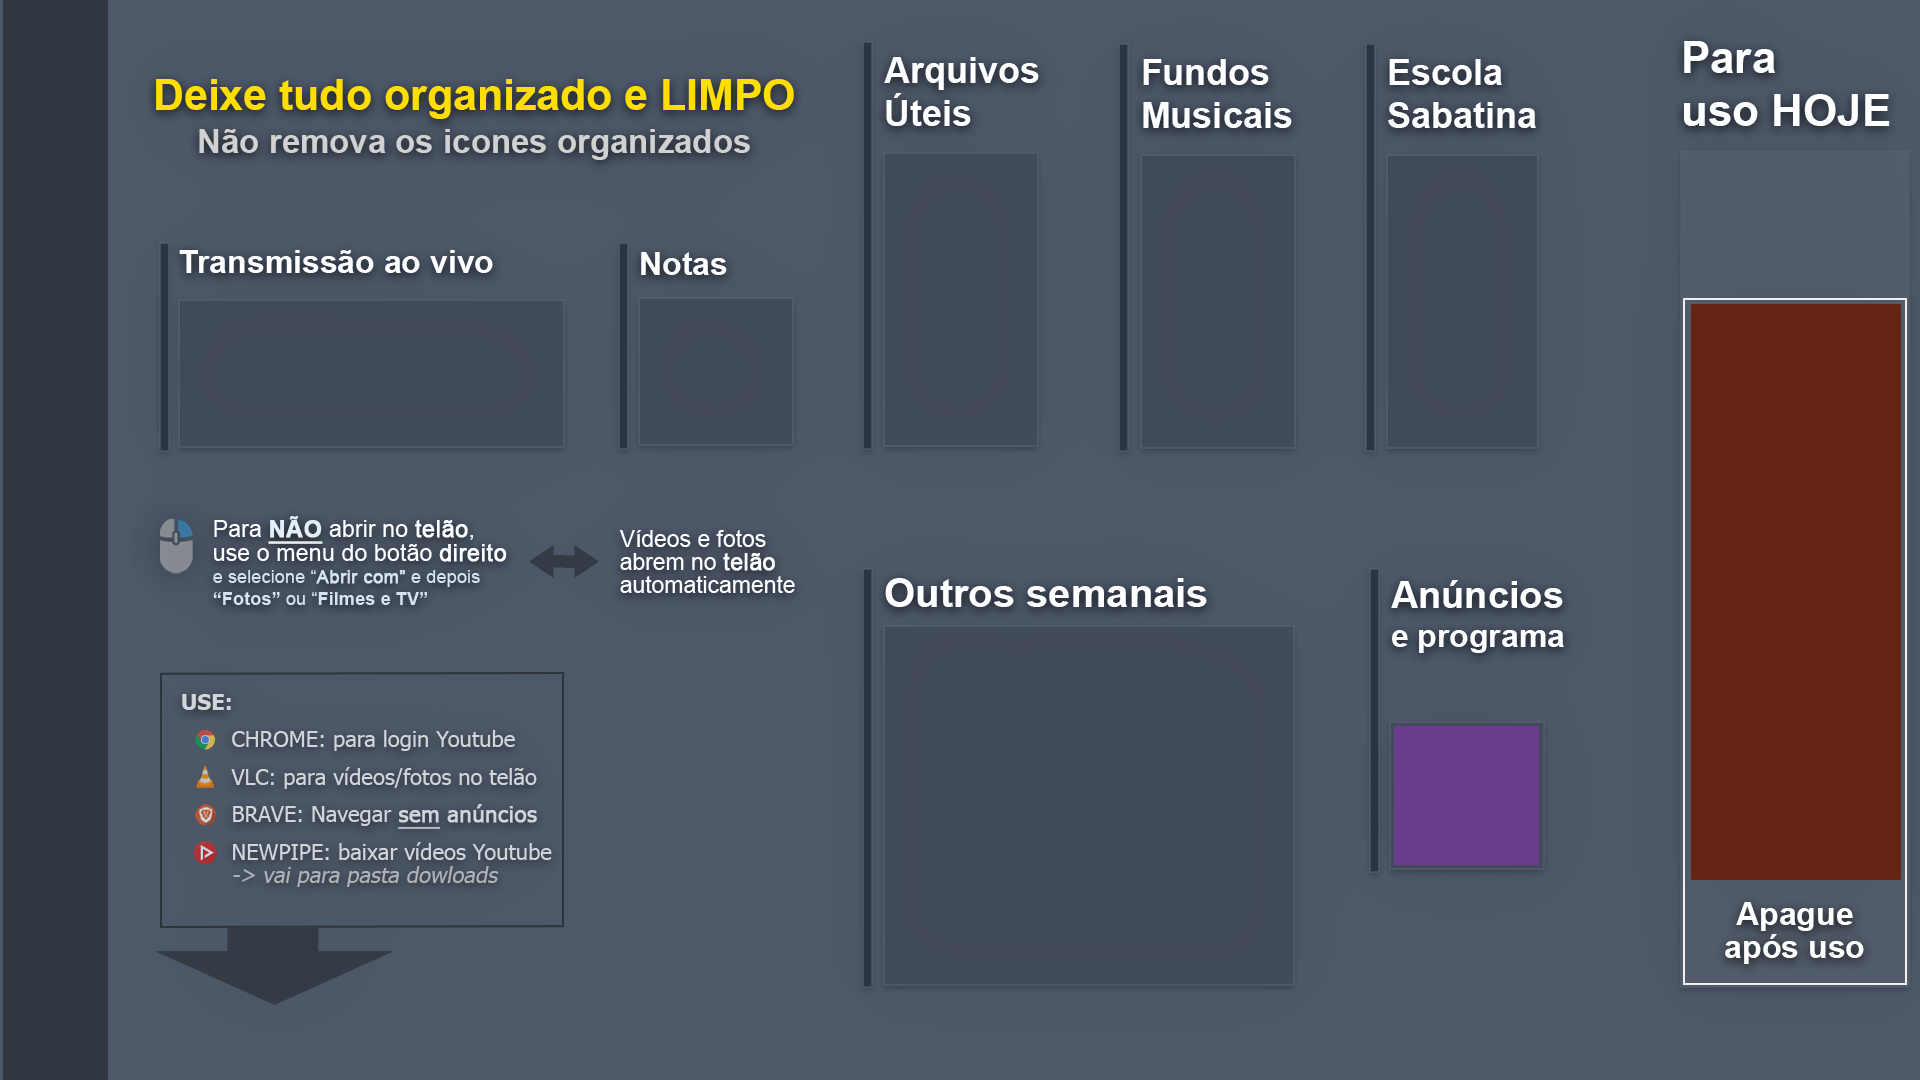 Deixe tudo organizado e LIMPO
Não remova os icones organizados
Transmissão ao vivo
Notas
Arquivos
Úteis
Fundos
Musicais
Escola
Sabatina
Para
uso HOJE
Para NÃO abrir no telão,
use o menu do botão direito
e selecione “Abrir com" e depois
“Fotos” ou “Filmes e TV”
Vídeos e fotos
abrem no telão
automaticamente
USE:
CHROME: para login Youtube
VLC: para vídeos/fotos no telão
BRAVE: Navegar sem anúncios
NEWPIPE: baixar vídeos Youtube
-> vai para pasta dowloads
Outros semanais
Anúncios
e programa
Apague
após uso